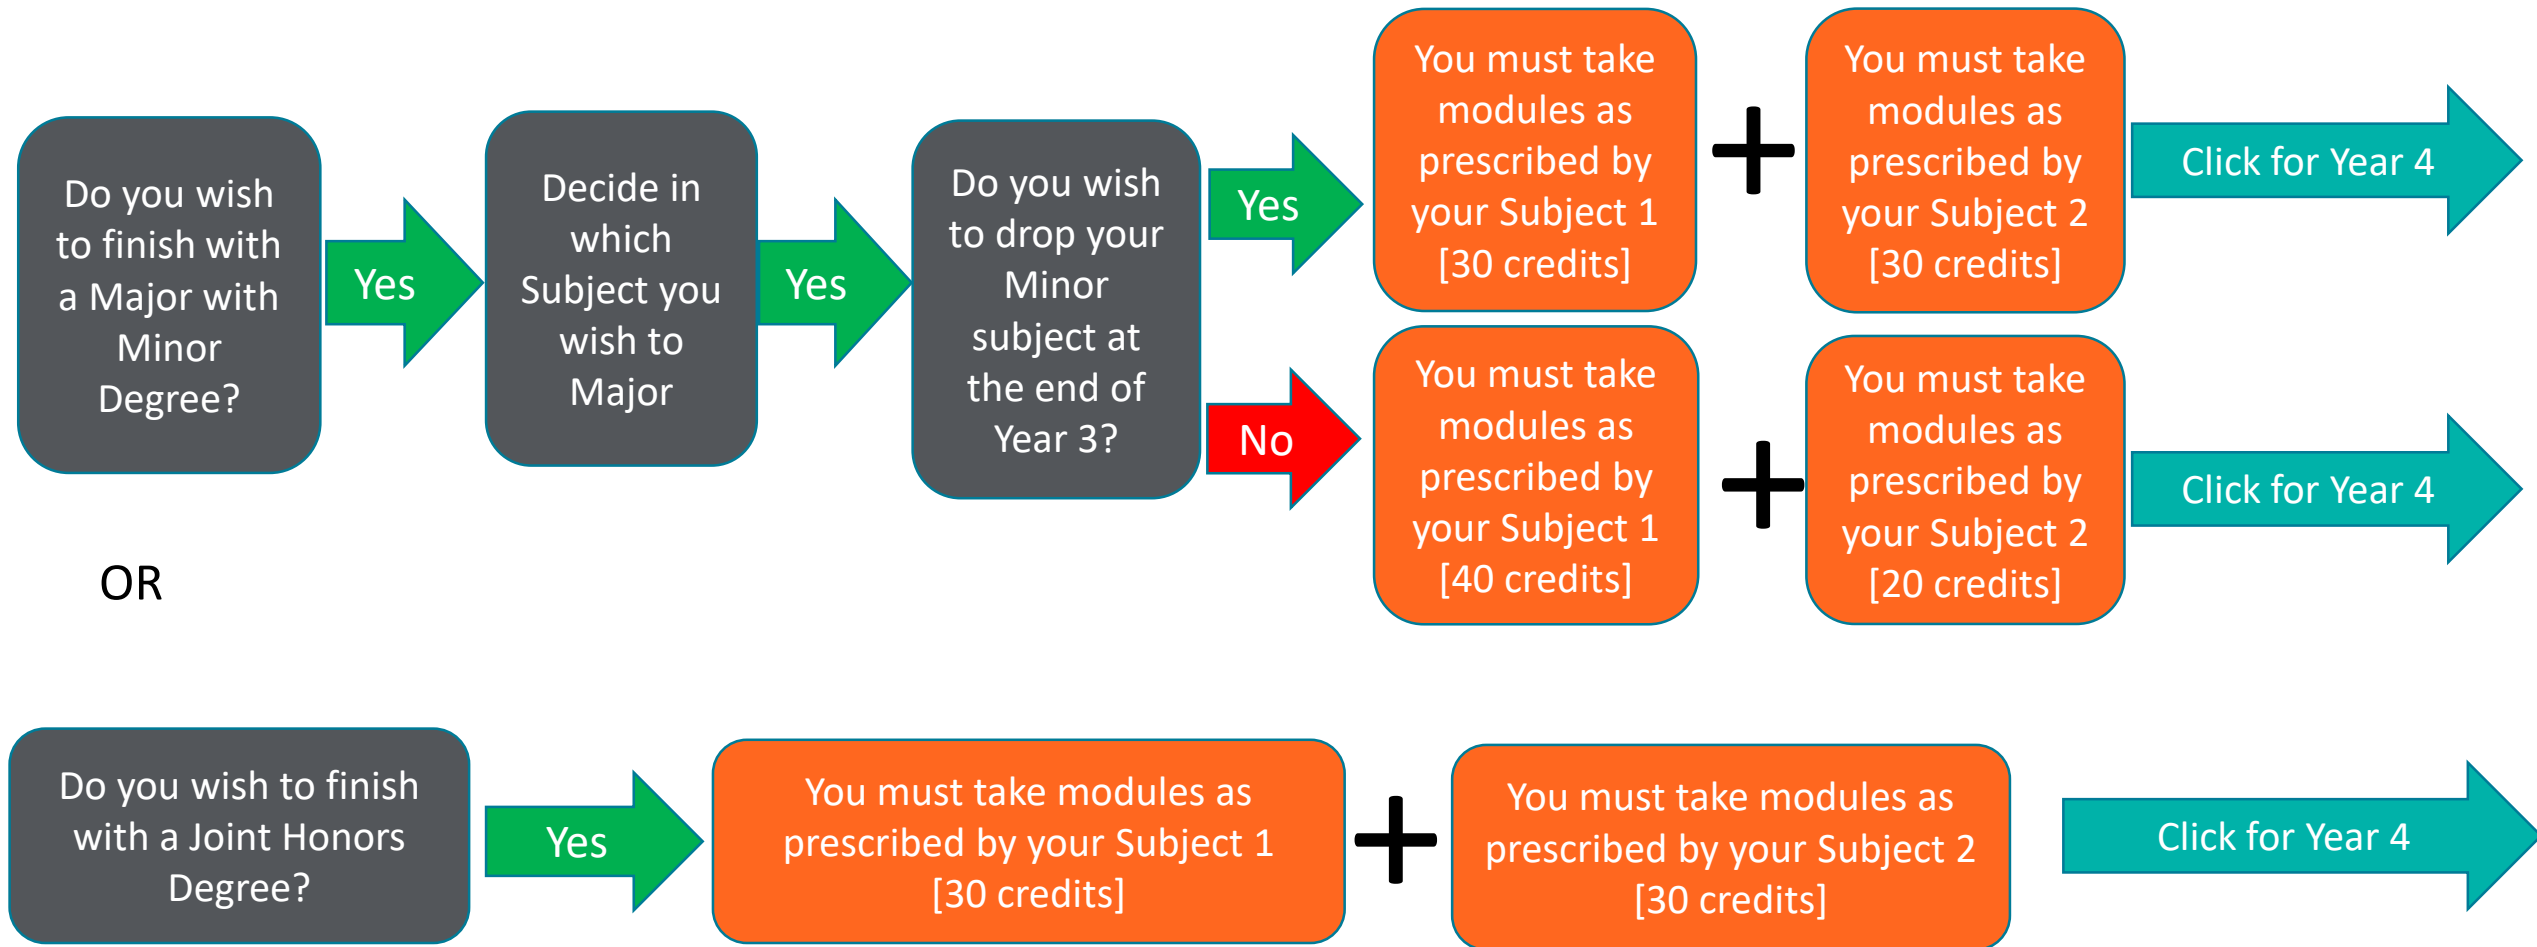 Do you wish
to finish with
a Major with
Minor
Degree?
Yes
Decide in
which
Subject you
wish to
Major
Yes
Do you wish
to drop your
Minor
subject at
the end of
Year 3?
Yes
You must take
modules as
prescribed by
your Subject 1
[30 credits]
+
You must take
modules as
prescribed by
your Subject 2
[30 credits]
Click for Year 4
No
You must take
modules as
prescribed by
your Subject 1
[40 credits]
+
You must take
modules as
prescribed by
your Subject 2
[20 credits]
Click for Year 4
OR
Do you wish to finish
with a Joint Honors
Degree?
Yes
You must take modules as
prescribed by your Subject 1
[30 credits]
+
You must take modules as
prescribed by your Subject 2
[30 credits]
Click for Year 4